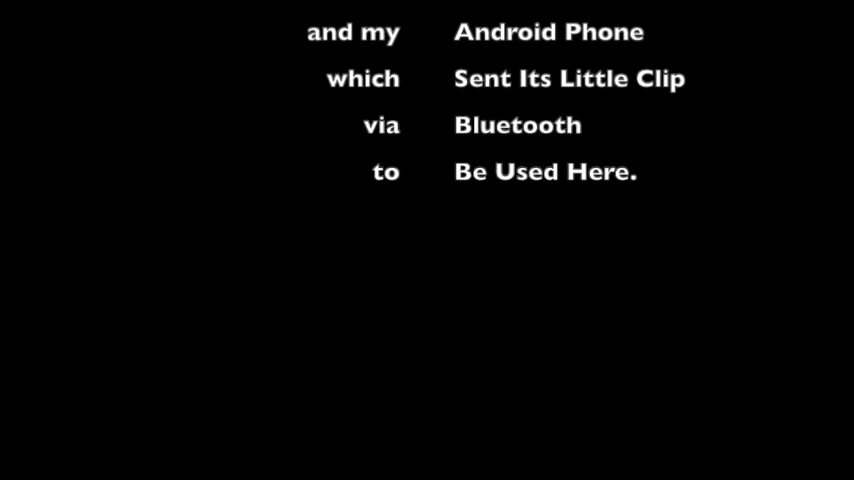 and my Android Phone
which Sent Its Little Clip
via Bluetooth
to Be Used Here.